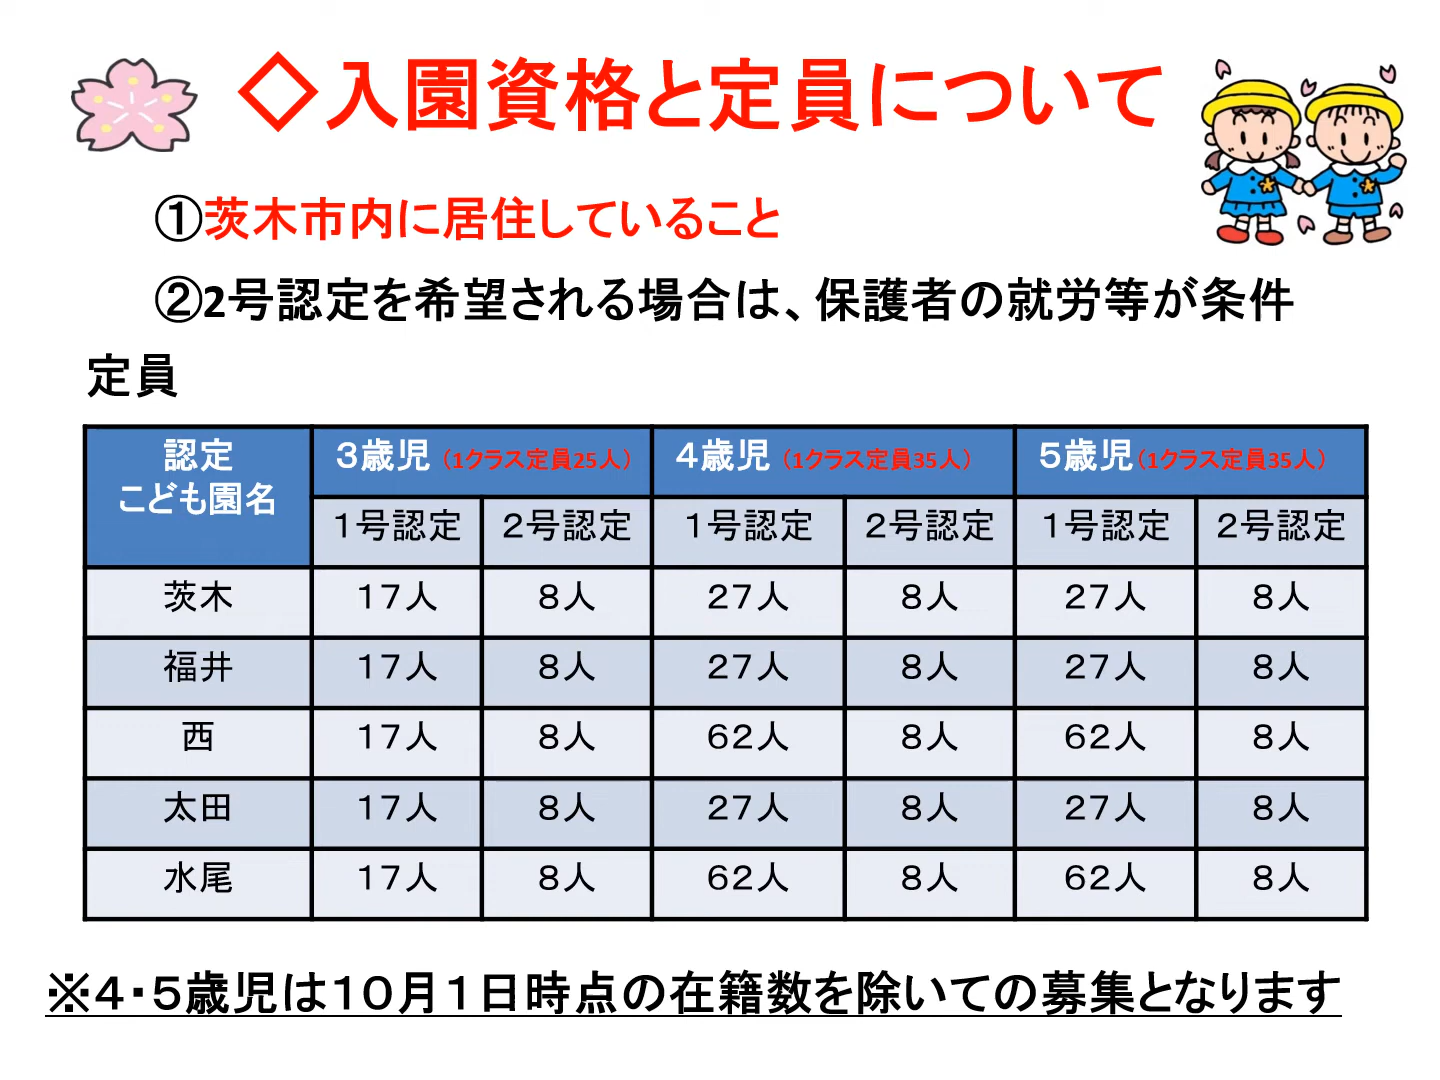 ◇入園資格と定員について
①茨木市内に居住していること
②2号認定を希望される場合は、保護者の就労等が条件
定員
認定
こども園名
３歳児（1クラス定員25人） ４歳児（1クラス定員35人） ５歳児（1クラス定員35人）
１号認定 ２号認定 １号認定 ２号認定 １号認定 ２号認定
茨木 １７人 ８人 ２７人 ８人 ２７人 ８人
福井 １７人 ８人 ２７人 ８人 ２７人 ８人
西 １７人 ８人 ６２人 ８人 ６２人 ８人
太田 １７人 ８人 ２７人 ８人 ２７人 ８人
水尾 １７人 ８人 ６２人 ８人 ６２人 ８人
※４・５歳児は１０月１日時点の在籍数を除いての募集となります